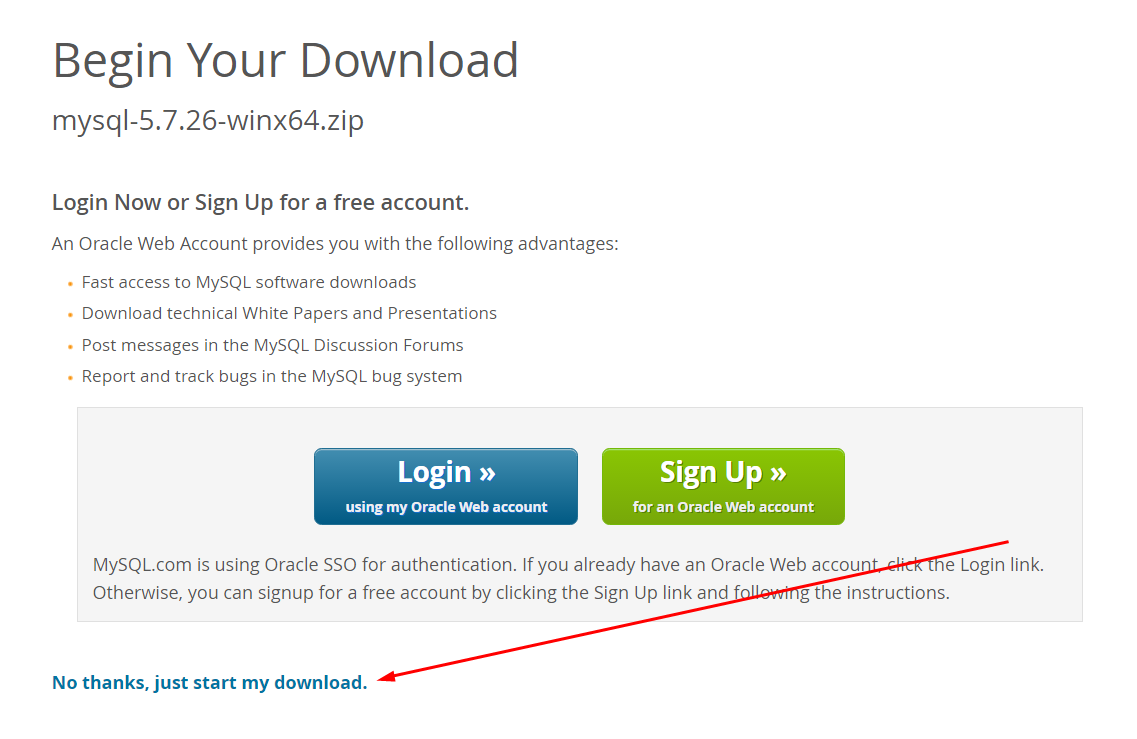 Begin Your Download
mysql-5.7.26-winx64.zip
Login Now or Sign Up for a free account.
An Oracle Web Account provides you with the following advantages:
Fast access to MySQL software downloads
Download technical White Papers and Presentations
Post messages in the MySQL Discussion Forums
Report and track bugs in the MySQL bug system
Login »
using my Oracle Web account
Sign Up »
for an Oracle Web account
MySQL.com is using Oracle SSO for authentication. If you already have an Oracle Web account, click the Login link.
Otherwise, you can signup for a free account by clicking the Sign Up link and following the instructions.
No thanks, just start my download.